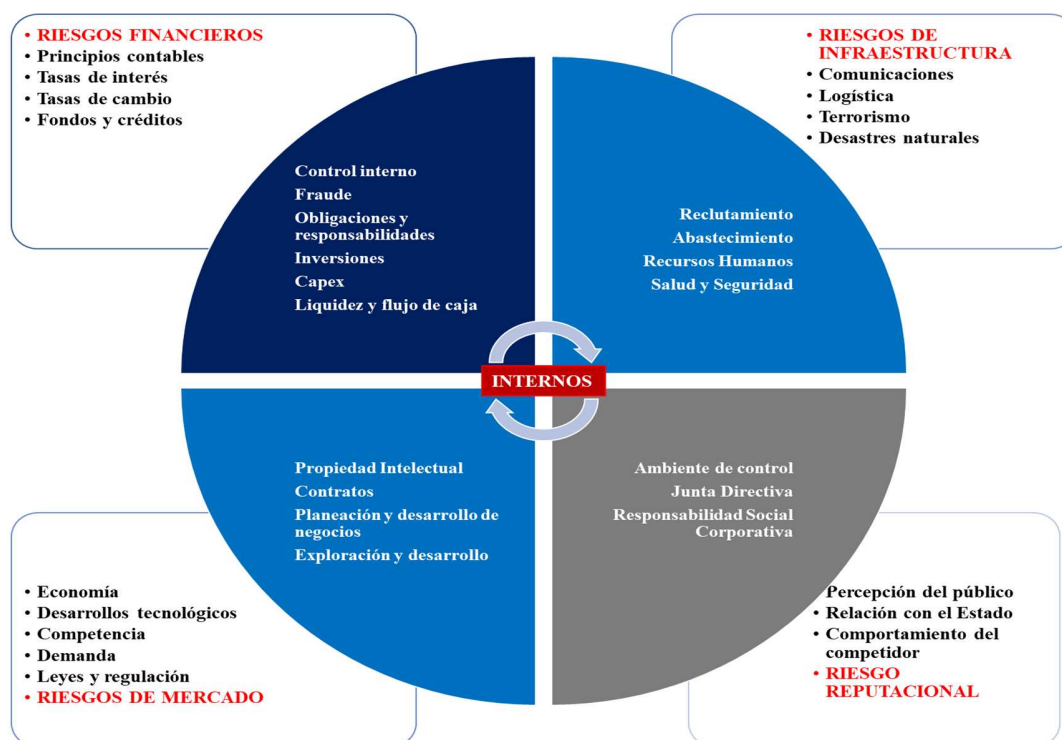 • RIESGOS FINANCIEROS
• Principios contables
• Tasas de interés
• Tasas de cambio
• Fondos y créditos
• RIESGOS DE
INFRAESTRUCTURA
• Comunicaciones
• Logística
• Terrorismo
• Desastres naturales
Control interno
Fraude
Obligaciones y
responsabilidades
Inversiones
Capex
Liquidez y flujo de caja
Reclutamiento
Abastecimiento
Recursos Humanos
Salud y Seguridad
INTERNOS
Propiedad Intelectual
Contratos
Planeación y desarrollo de
negocios
Exploración y desarrollo
Ambiente de control
Junta Directiva
Responsabilidad Social
Corporativa
• Economía
• Desarrollos tecnológicos
• Competencia
• Demanda
• Leyes y regulación
• RIESGOS DE MERCADO
Percepción del público
• Relación con el Estado
• Comportamiento del
competidor
• RIESGO
REPUTACIONAL